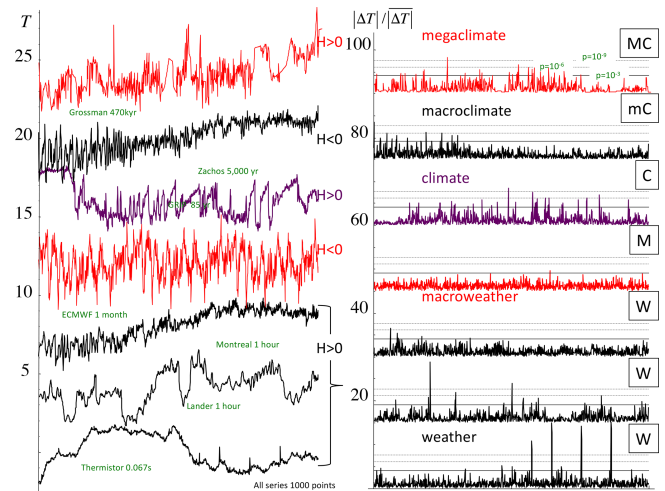 T
25
20
15
10
5
H>0
Grossman 470kyr
H<0
Zachos 5,000 yr
H>0
H<0
ECMWF 1 month
Montreal 1 hour
H>0
Lander 1 hour
Thermistor 0.067s
All series 1000 points
|ΔT| / |ΔT|
100
80
60
40
20
megaclimate
MC
p=10⁻⁹
p=10⁻⁶
p=10⁻³
macroclimate
mC
climate
C
M
macroweather
W
W
weather
W